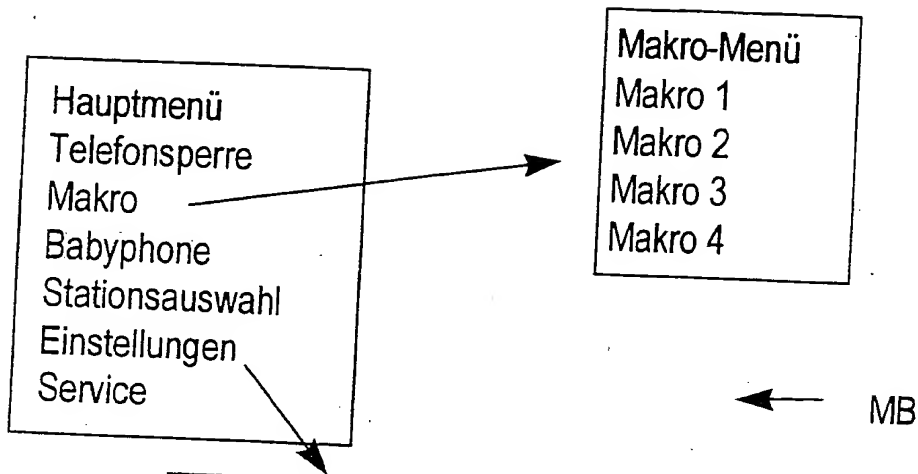 Hauptmenü
Telefonsperre
Makro
Babyphone
Stationsauswahl
Einstellungen
Service
Makro-Menü
Makro 1
Makro 2
Makro 3
Makro 4
MB